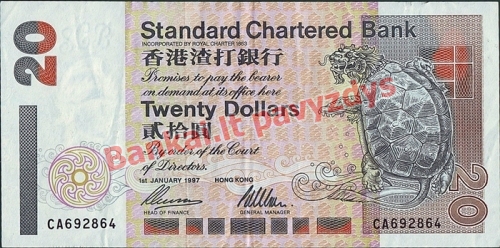 20
Standard Chartered Bank
INCORPORATED BY ROYAL CHARTER 1853
香港渣打銀行
Promises to pay the bearer
on demand at its office here
Twenty Dollars
貳拾圓
By order of the Court
of Directors.
1st JANUARY 1997 HONG KONG
HEAD OF FINANCE GENERAL MANAGER
CA692864
CA692864
20
Bankai.lt pavyzdys